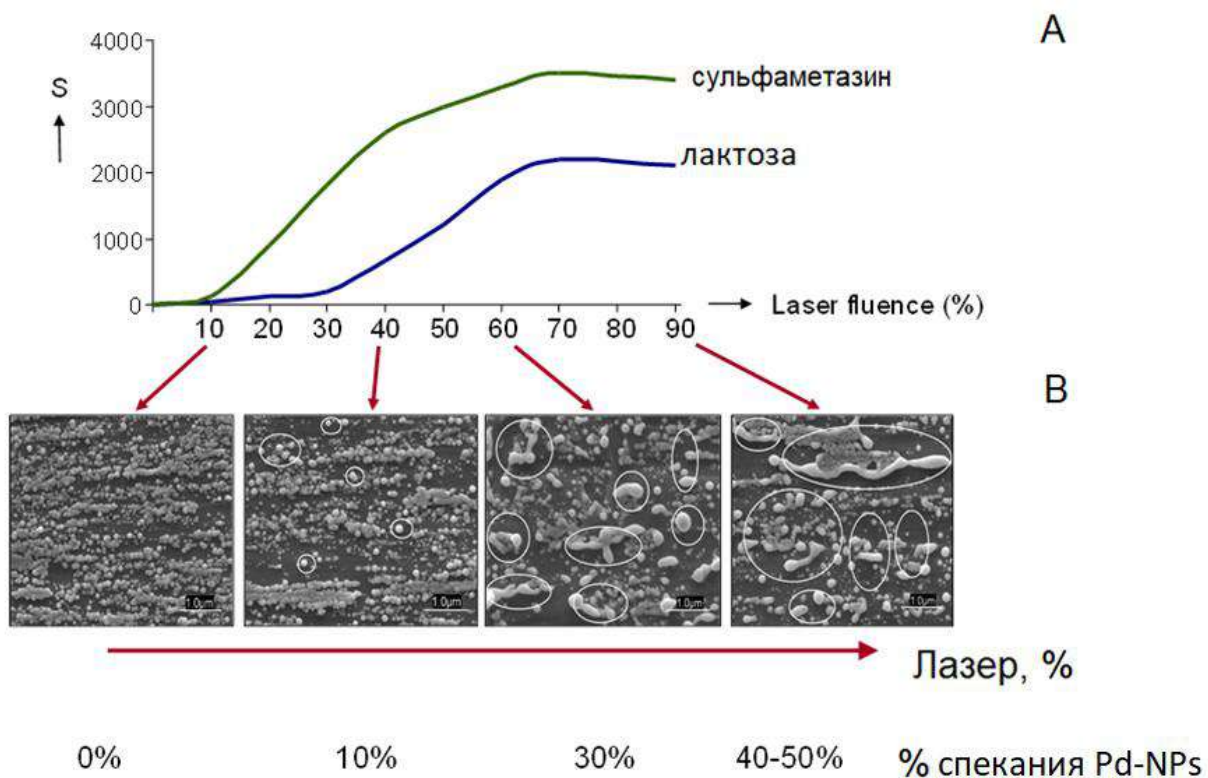 A
4000
S
3000
2000
1000
0
сульфаметазин
лактоза
10 20 30 40 50 60 70 80 90
Laser fluence (%)
B
1.0µm 1.0µm 1.0µm 1.0µm
Лазер, %
0% 10% 30% 40-50% % спекания Pd-NPs